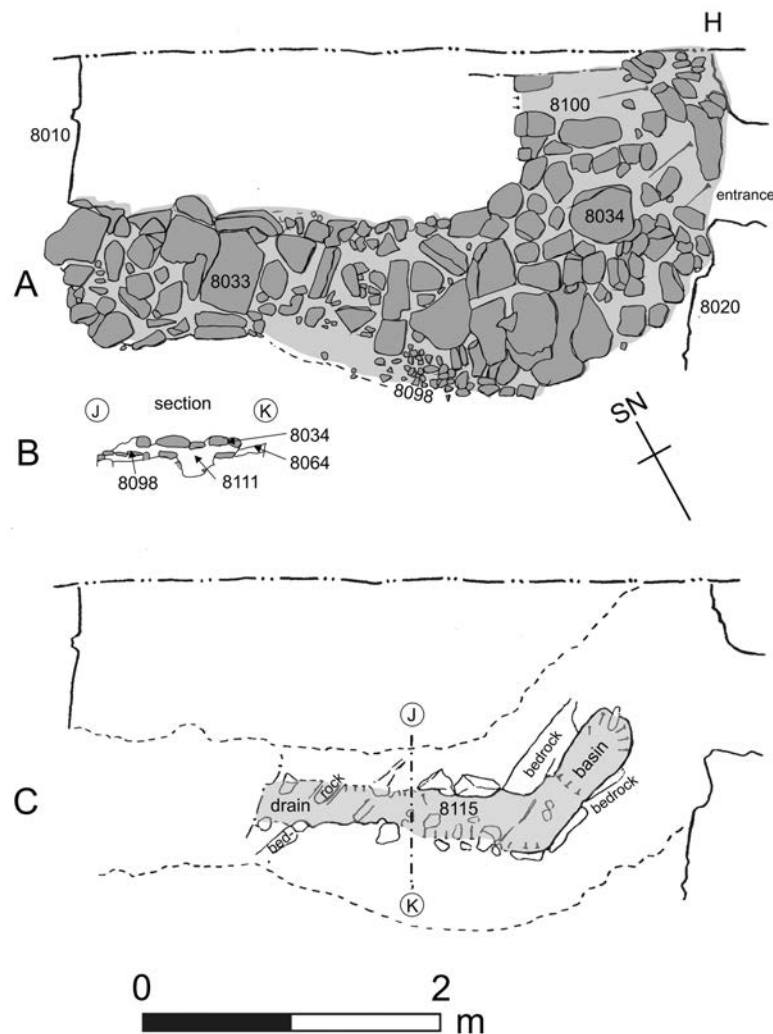 H
8010
8100
entrance
8034
A
8033
8020
8098
J
section
K
SN
B
8034
8064
8098
8111
J
bedrock
basin
C
drain
rock
8115
bedrock
bed-
K
0 2
m